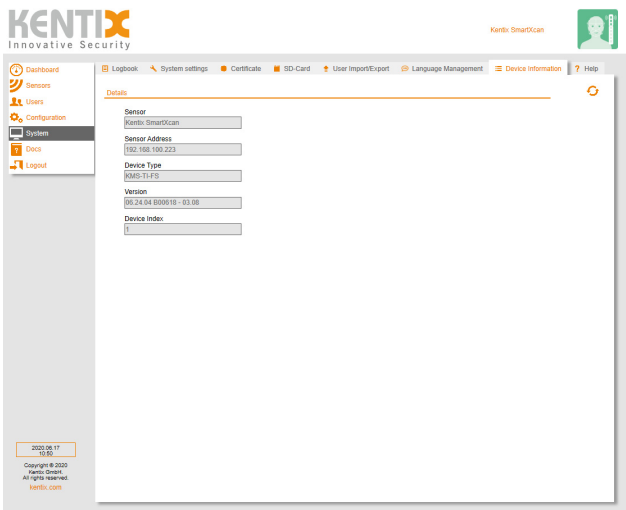 KENTIX
Innovative Security
Kentix SmartXcan
Dashboard
Sensors
Users
Configuration
System
Docs
Logout
Logbook System settings Certificate SD-Card User Import/Export Language Management Device Information Help
Details
Sensor
Kentix SmartXcan
Sensor Address
192.168.100.223
Device Type
KMS-TI-FS
Version
06.24.04 B00618 - 03.08
Device Index
1
2020.06.17
10:50
Copyright © 2020
Kentix GmbH.
All rights reserved.
kentix.com